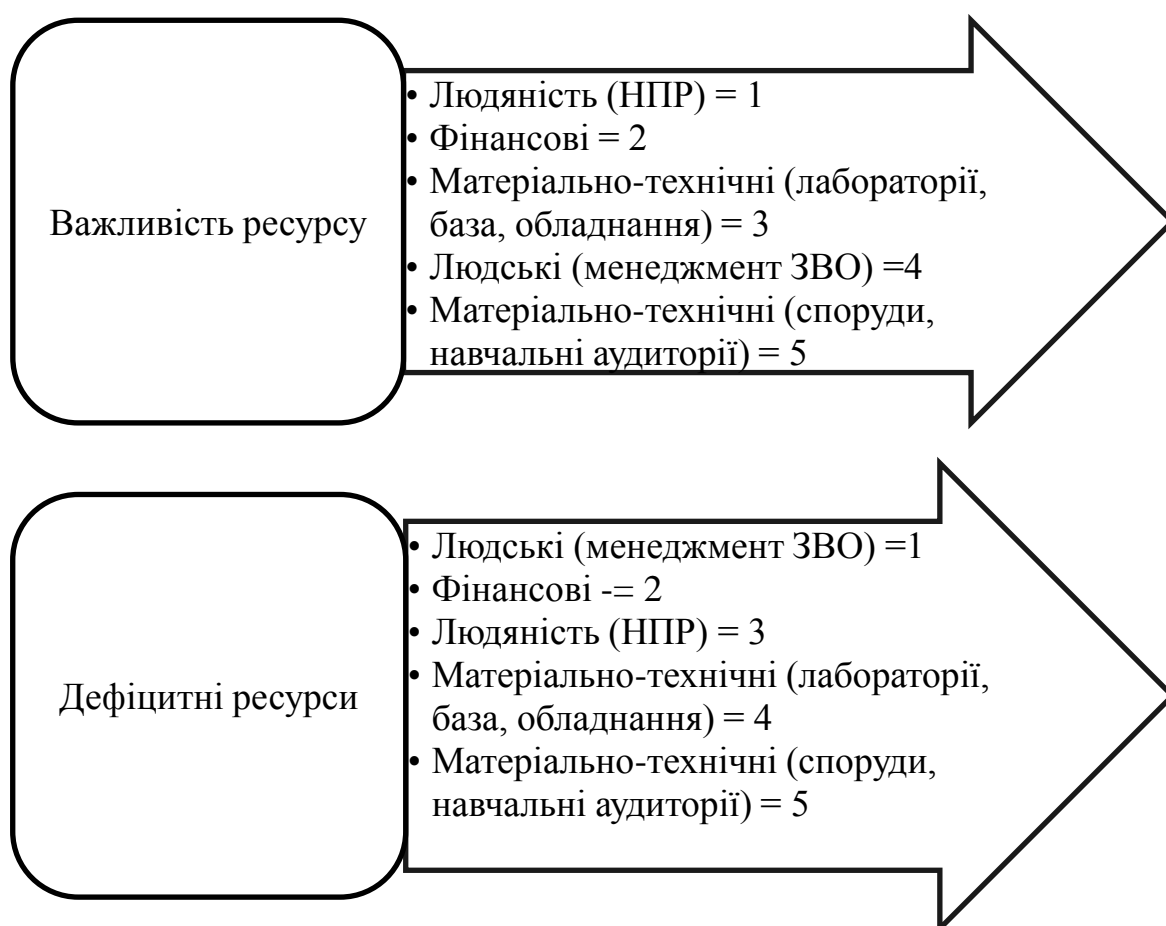 Важливість ресурсу
• Людяність (НПР) = 1
• Фінансові = 2
• Матеріально-технічні (лабораторії,
база, обладнання) = 3
• Людські (менеджмент ЗВО) =4
• Матеріально-технічні (споруди,
навчальні аудиторії) = 5
Дефіцитні ресурси
• Людські (менеджмент ЗВО) =1
• Фінансові -= 2
• Людяність (НПР) = 3
• Матеріально-технічні (лабораторії,
база, обладнання) = 4
• Матеріально-технічні (споруди,
навчальні аудиторії) = 5